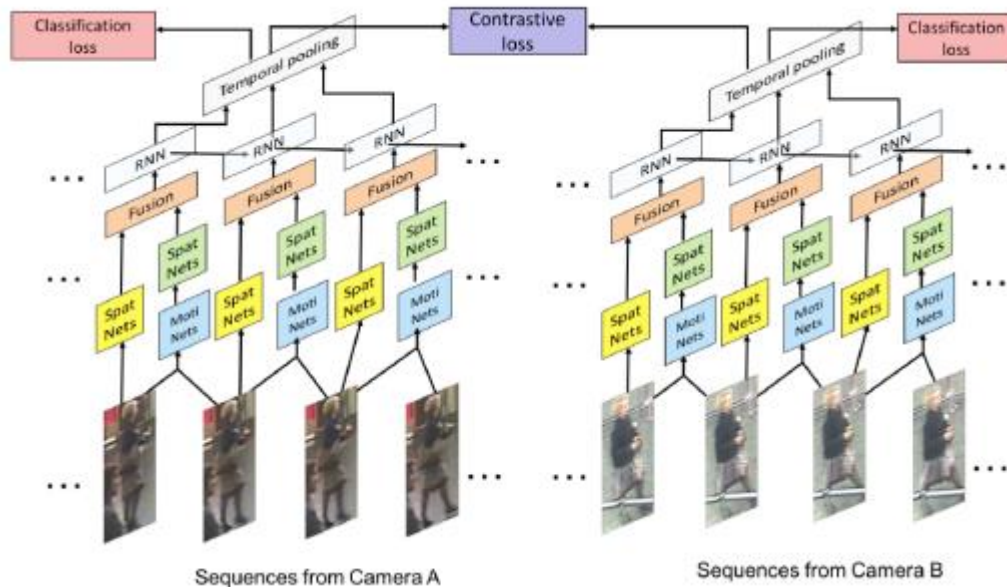 Classification
loss
Contrastive
loss
Classification
loss
Temporal pooling
Temporal pooling
RNN
RNN
RNN
...
RNN
RNN
RNN
...
...
Fusion
Fusion
Fusion
...
Fusion
Fusion
Fusion
Spat
Nets
Spat
Nets
Spat
Nets
Spat
Nets
Spat
Nets
Spat
Nets
...
...
...
...
Spat
Nets
Moti
Nets
Spat
Nets
Moti
Nets
Spat
Nets
Moti
Nets
Spat
Nets
Moti
Nets
Spat
Nets
Moti
Nets
Spat
Nets
Moti
Nets
...
...
...
...
Sequences from Camera A
Sequences from Camera B